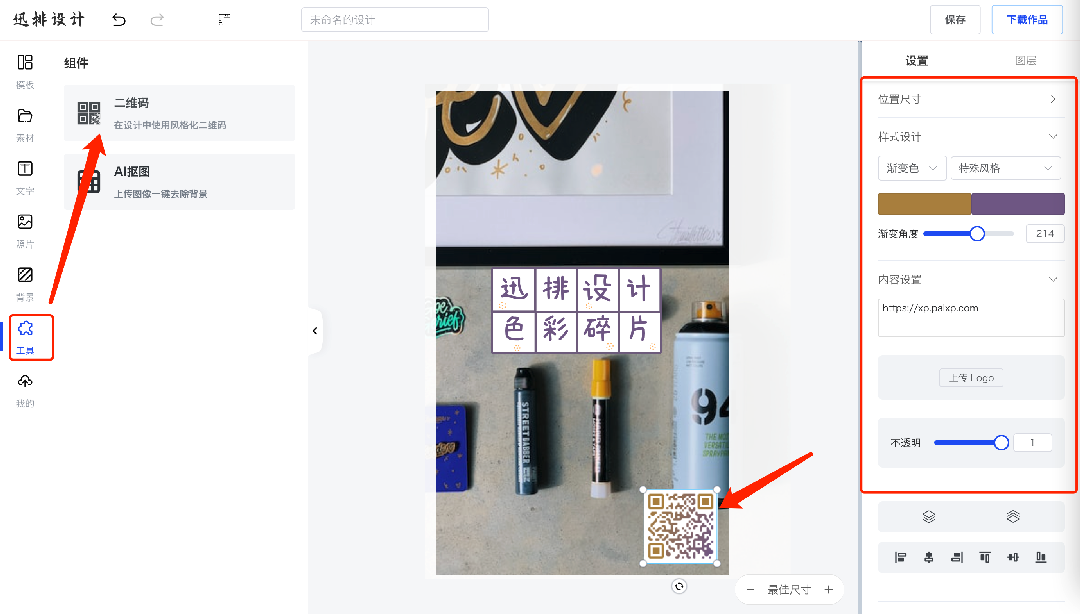 迅排设计
未命名的设计
保存
下载作品
模板
素材
文字
照片
背景
工具
我的
组件
二维码
在设计中使用风格化二维码
AI抠图
上传图像一键去除背景
迅排设计
色彩碎片
STREET DABBER
94
最佳尺寸
设置
图层
位置尺寸
样式设计
渐变色
特殊风格
渐变角度
214
内容设置
https://xp.palxp.com
上传 Logo
不透明
1